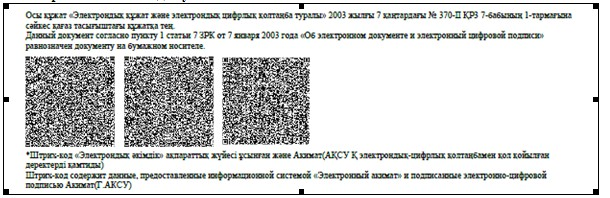 Осы құжат «Электрондық құжат және электрондық цифрлық қолтаңба туралы» 2003 жылғы 7 қантардағы № 370-II ҚРЗ 7-бабының 1-тармағына
сәйкес қағаз тасығыштағы құжатқа тең.
Данный документ согласно пункту 1 статьи 7 ЗРК от 7 января 2003 года «Об электронном документе и электронный цифровой подписи»
равнозначен документу на бумажном носителе.
*Штрих-код «Электрондық әкімдік» ақпараттық жүйесі ұсынған және Акимат(АҚСУ Қ электрондық-цифрлық қолтаңбамен қол қойылған
деректерді қамтиды)
Штрих-код содержит данные, предоставленные информационной системой «Электронный акимат» и подписанные электронно-цифровой
подписью Акимат(Г.АКСУ)